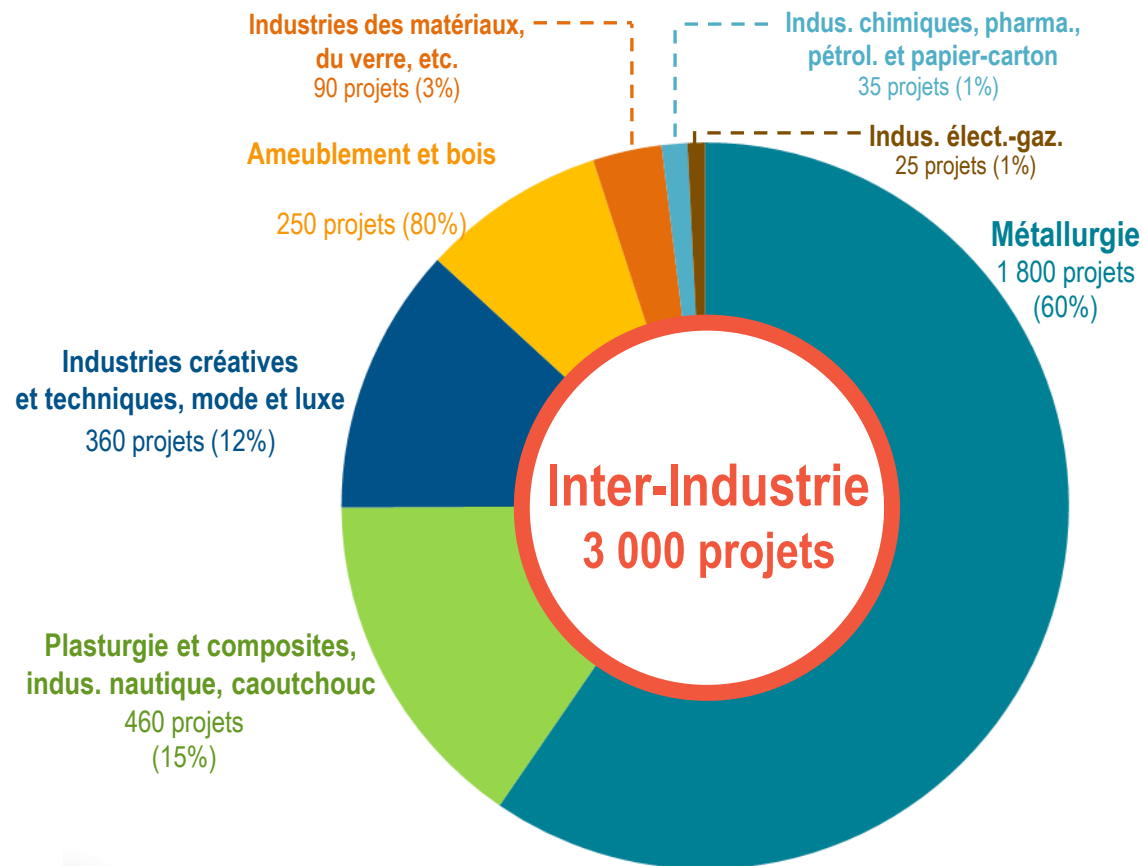 Industries des matériaux,
du verre, etc.
90 projets (3%)
Indus. chimiques, pharma.,
pétrol. et papier-carton
35 projets (1%)
Indus. élect.-gaz.
25 projets (1%)
Ameublement et bois
250 projets (80%)
Métallurgie
1 800 projets
(60%)
Industries créatives
et techniques, mode et luxe
360 projets (12%)
Inter-Industrie
3 000 projets
Plasturgie et composites,
indus. nautique, caoutchouc
460 projets
(15%)